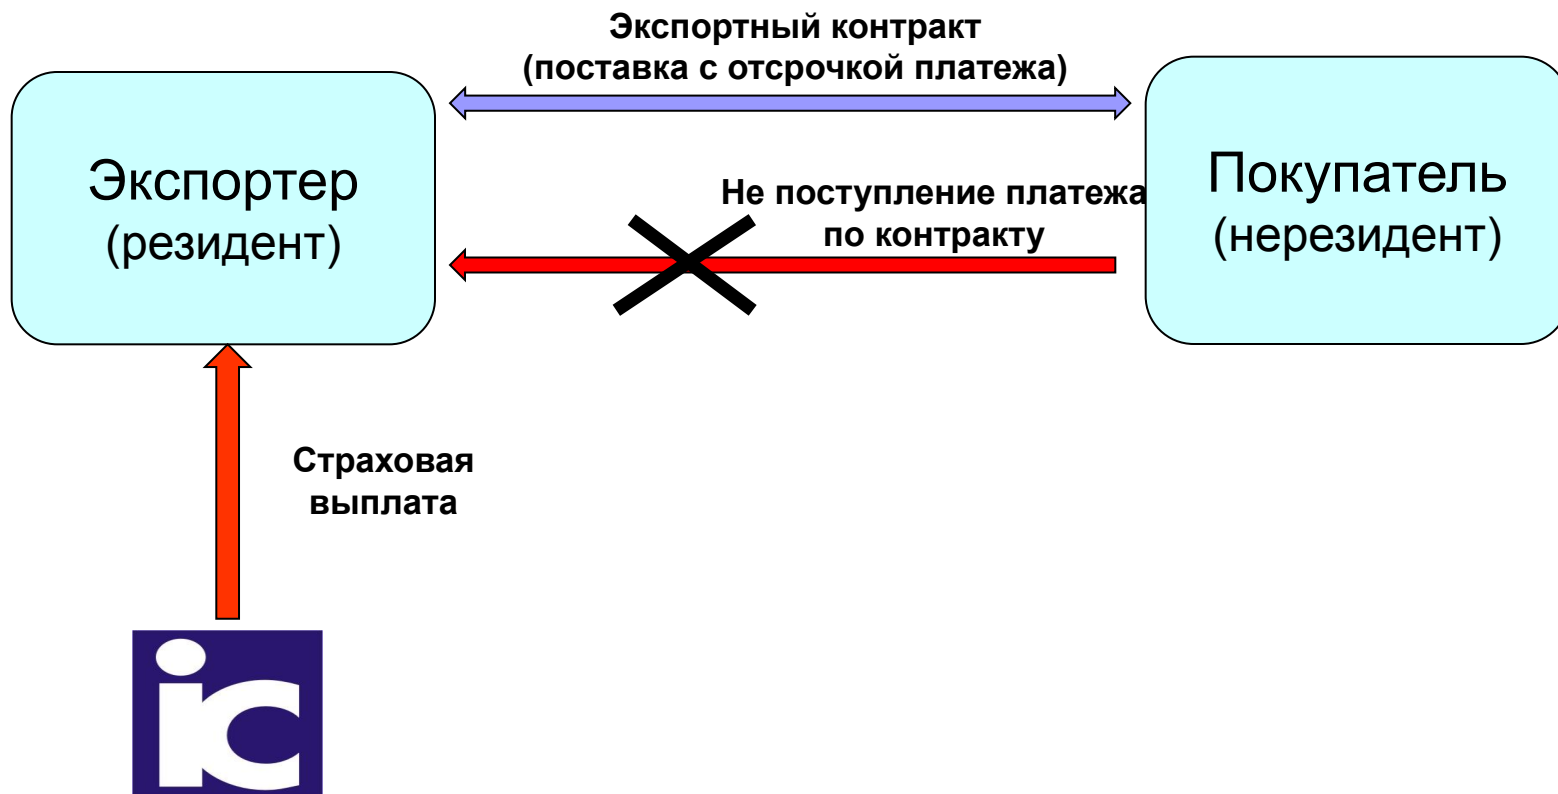 Экспортный контракт
(поставка с отсрочкой платежа)
Экспортер
(резидент)
Не поступление платежа
по контракту
Покупатель
(нерезидент)
Страховая
выплата
ic